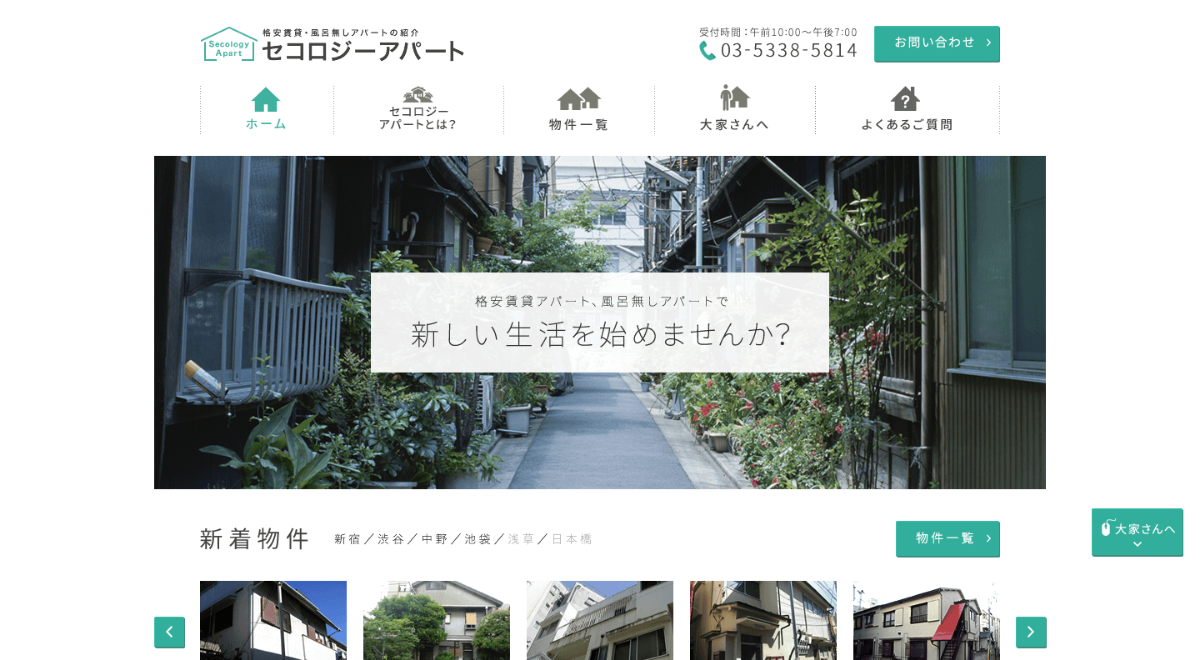 Secology
Apart
格安賃貸・風呂無しアパートの紹介
セコロジーアパート
受付時間：午前10:00〜午後7:00
03-5338-5814
お問い合わせ
ホーム
セコロジー
アパートとは？
物件一覧
大家さんへ
よくあるご質問
格安賃貸アパート、風呂無しアパートで
新しい生活を始めませんか？
新着物件
新宿／渋谷／中野／池袋／浅草／日本橋
物件一覧
大家さんへ